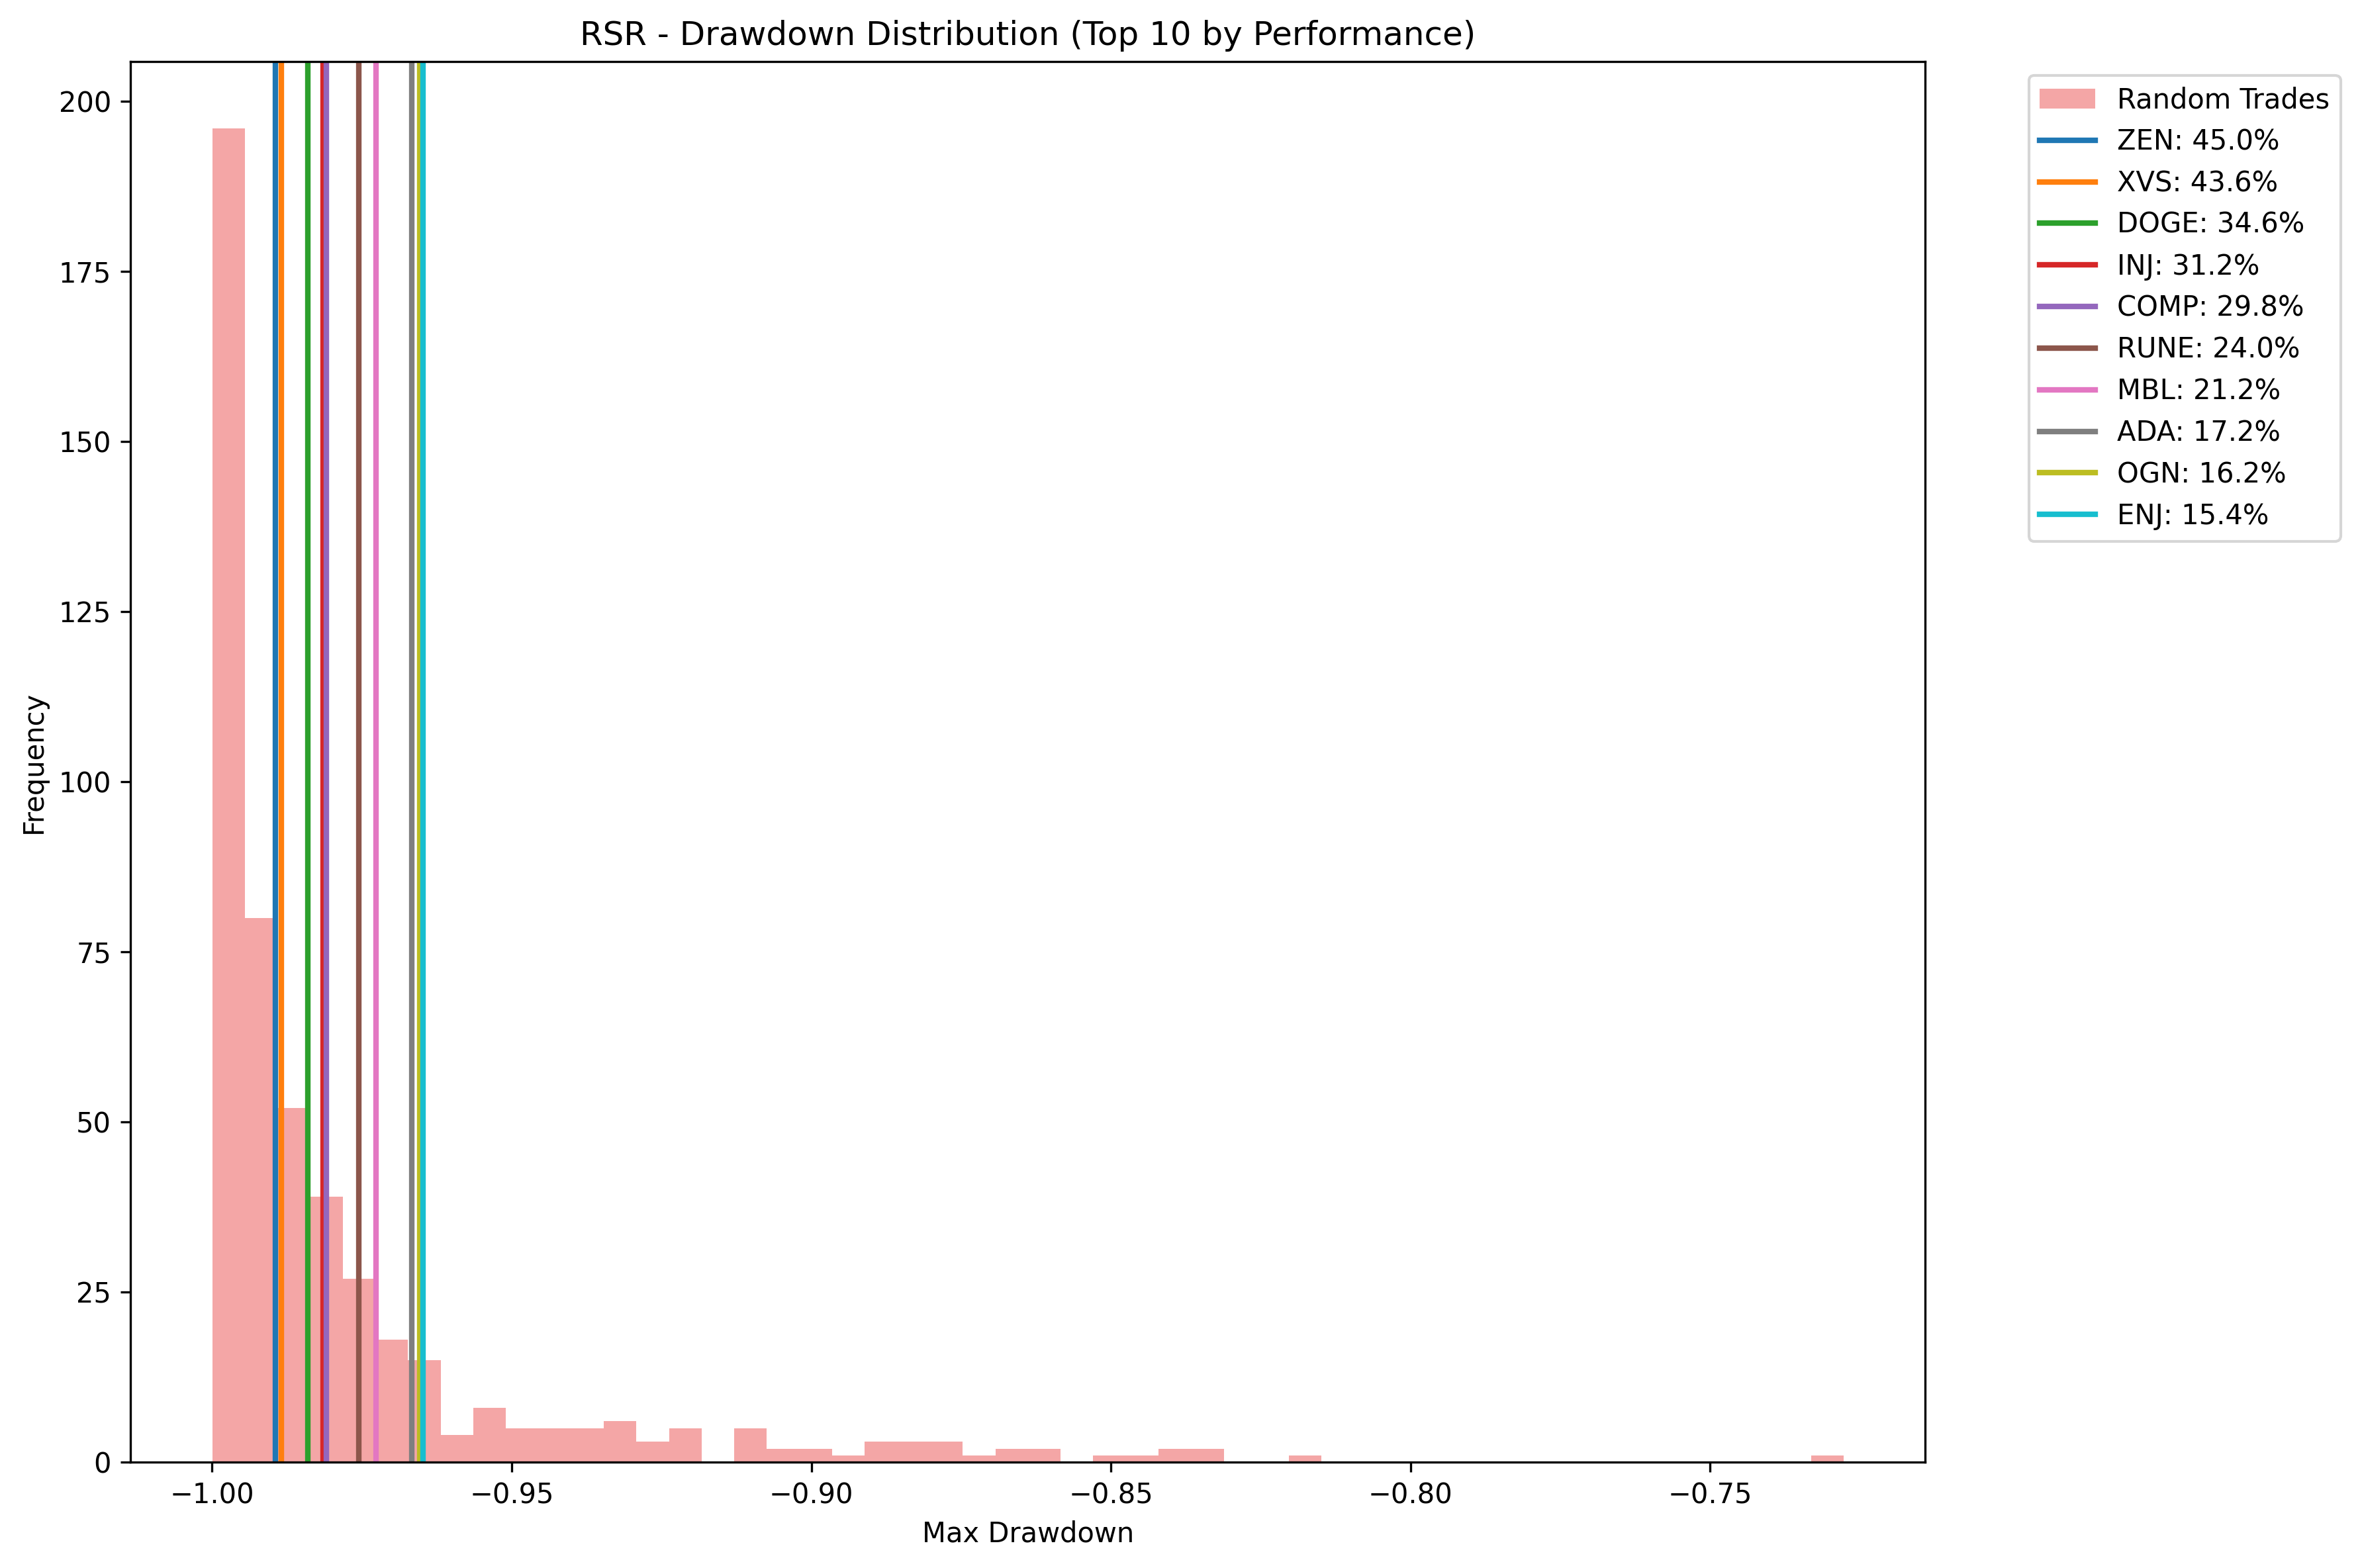 RSR - Drawdown Distribution (Top 10 by Performance)
200
175
150
125
100
75
50
25
0
Frequency
−1.00
−0.95
−0.90
−0.85
−0.80
−0.75
Max Drawdown
Random Trades
ZEN: 45.0%
XVS: 43.6%
DOGE: 34.6%
INJ: 31.2%
COMP: 29.8%
RUNE: 24.0%
MBL: 21.2%
ADA: 17.2%
OGN: 16.2%
ENJ: 15.4%